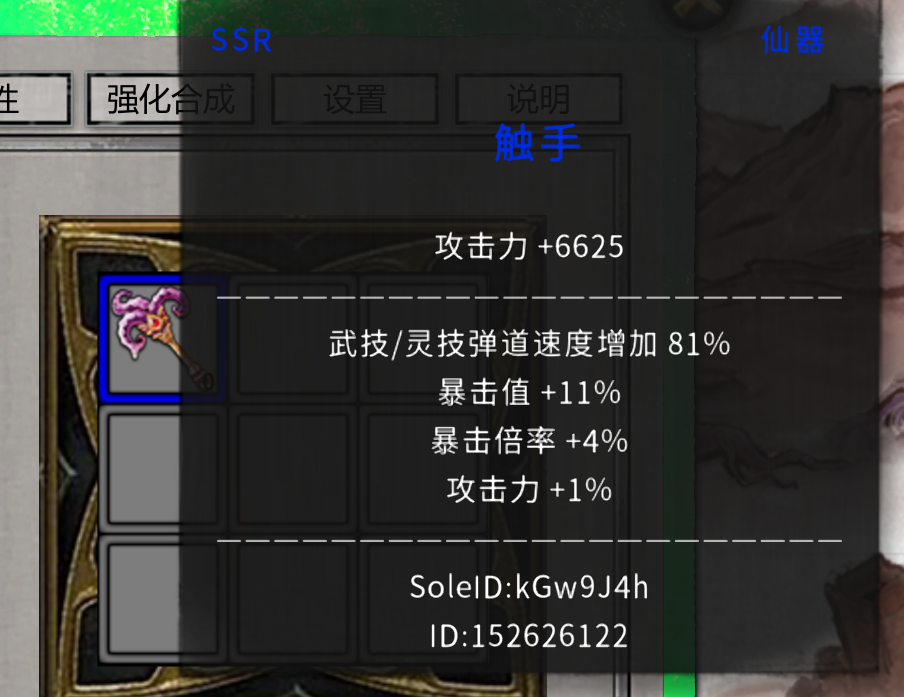 SSR 仙器
性 强化合成 设置 说明
触手
攻击力 +6625
武技/灵技弹道速度增加 81%
暴击值 +11%
暴击倍率 +4%
攻击力 +1%
SoleID:kGw9J4h
ID:152626122